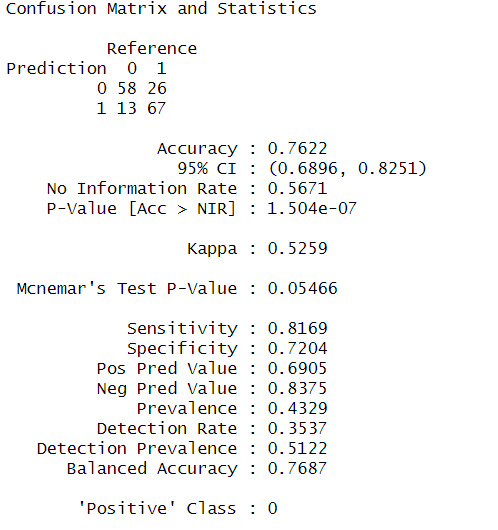 Confusion Matrix and Statistics
Reference
Prediction 0 1
0 58 26
1 13 67
Accuracy : 0.7622
95% CI : (0.6896, 0.8251)
No Information Rate : 0.5671
P-Value [Acc > NIR] : 1.504e-07
Kappa : 0.5259
Mcnemar's Test P-Value : 0.05466
Sensitivity : 0.8169
Specificity : 0.7204
Pos Pred Value : 0.6905
Neg Pred Value : 0.8375
Prevalence : 0.4329
Detection Rate : 0.3537
Detection Prevalence : 0.5122
Balanced Accuracy : 0.7687
'Positive' Class : 0